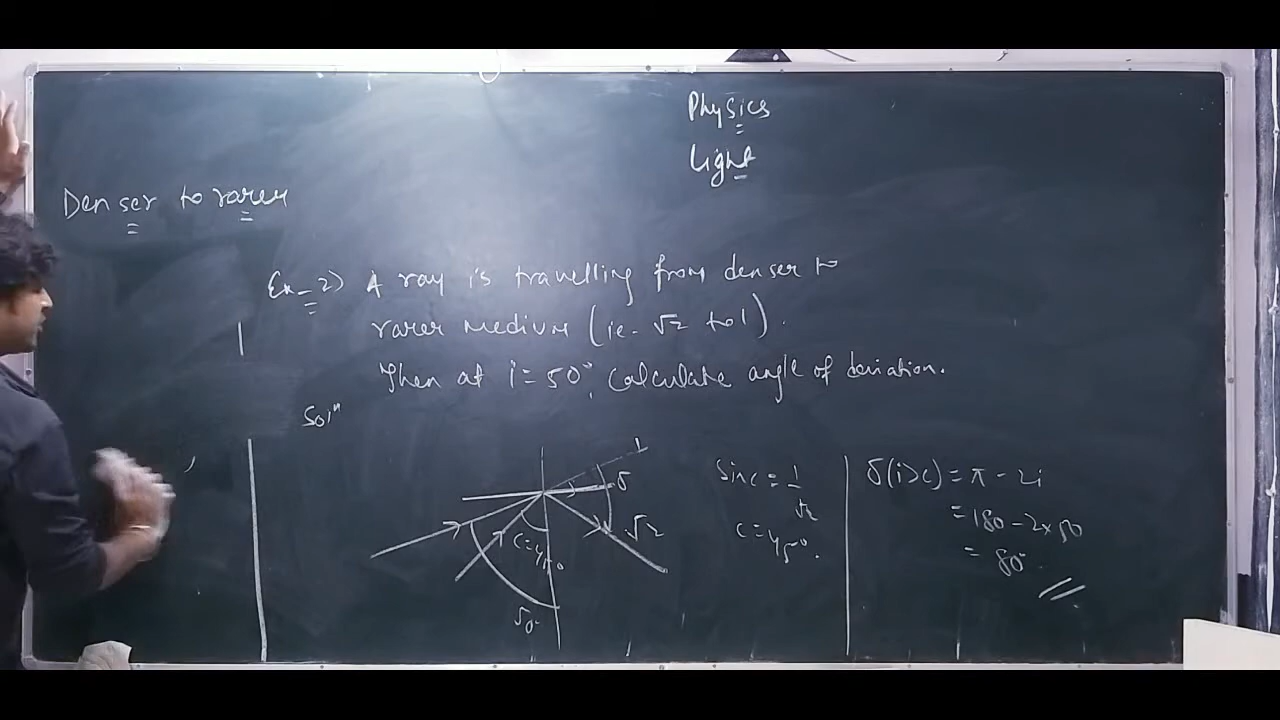 Physics
Light
Denser to rarer
Ex-2) A ray is travelling from denser to
rarer medium (ie- √2 to 1).
Then at i = 50°, calculate angle of deviation.
Solⁿ
1
δ
√2
C=45°
50°
Sinc = 1/√2
C=45°.
δ(i>c) = π - 2i
= 180 - 2×50
= 80°